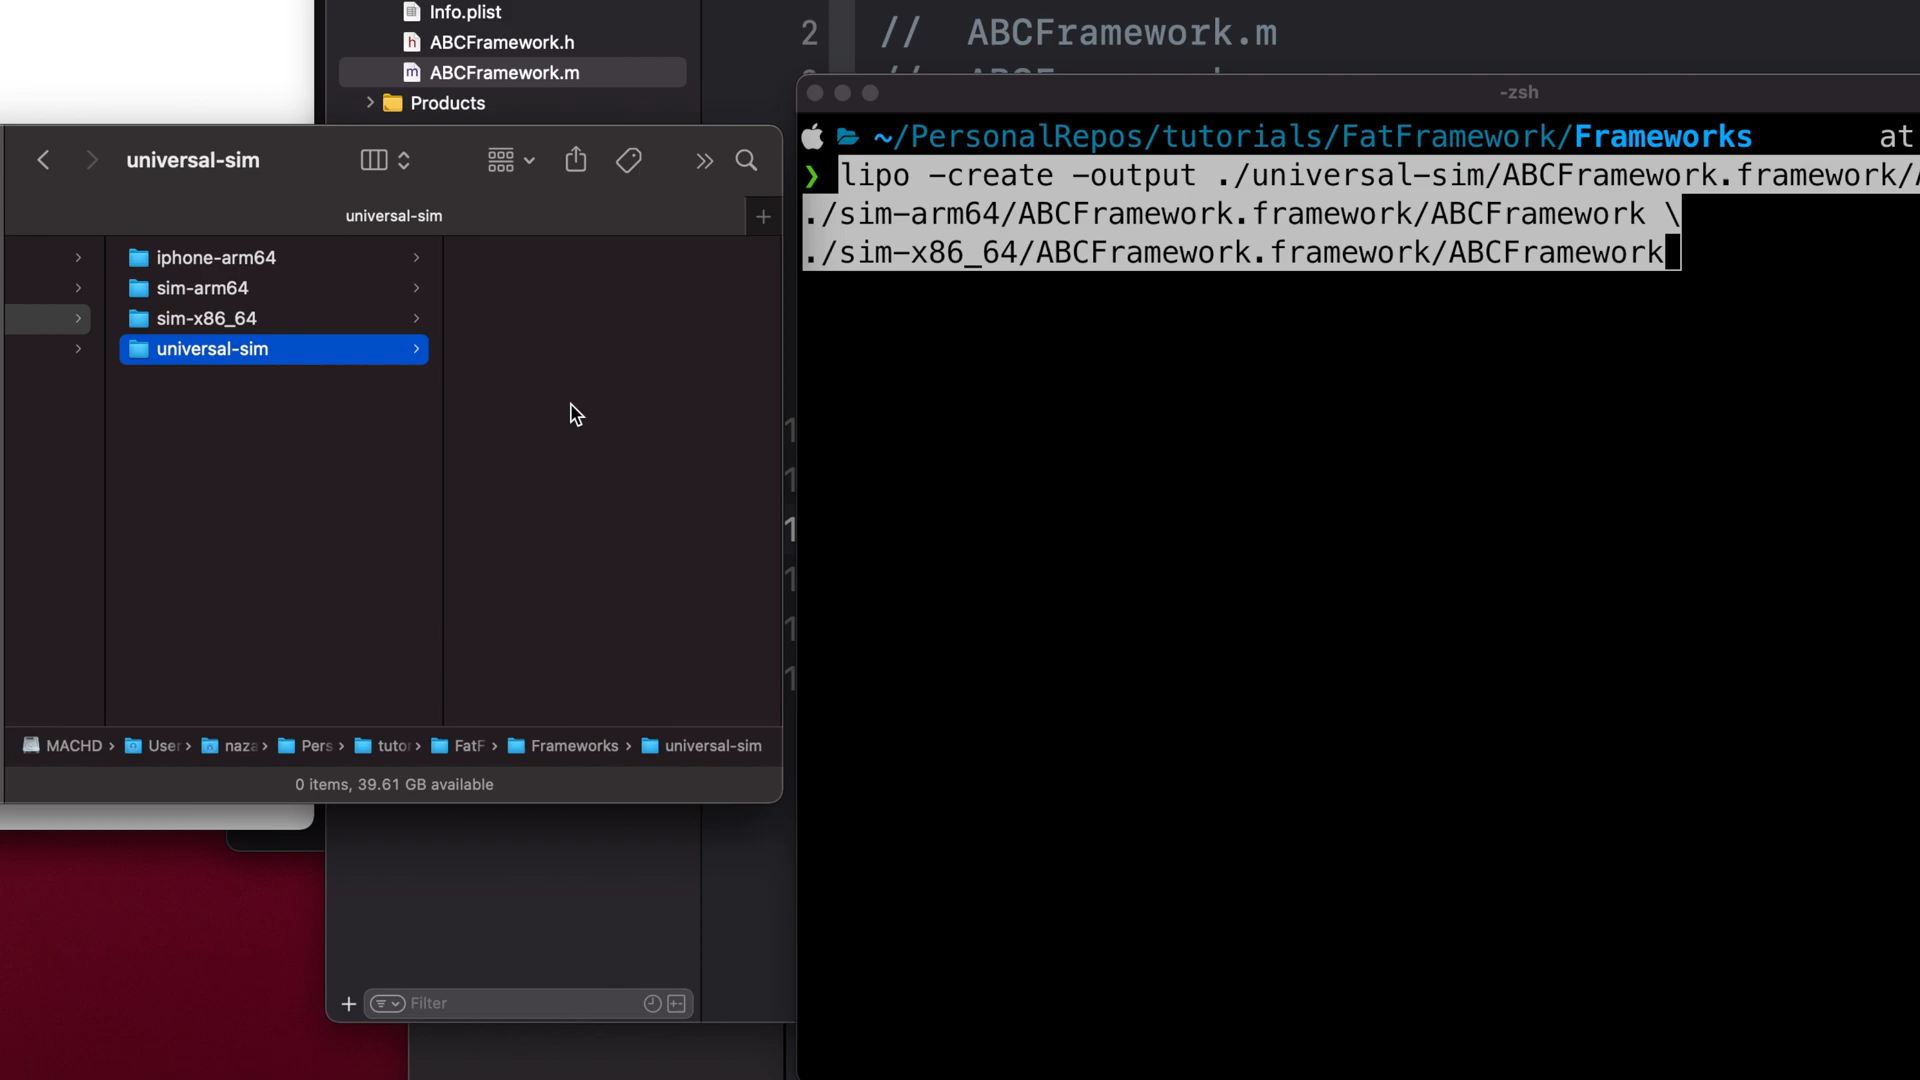 Info.plist
ABCFramework.h
ABCFramework.m
Products
2 // ABCFramework.m
-zsh
universal-sim
universal-sim
iphone-arm64
sim-arm64
sim-x86_64
universal-sim
MACHD
User
naza
Pers
tutor
FatF
Frameworks
universal-sim
0 items, 39.61 GB available
Filter
~/PersonalRepos/tutorials/FatFramework/Frameworks at
❯ lipo -create -output ./universal-sim/ABCFramework.framework/
./sim-arm64/ABCFramework.framework/ABCFramework \
./sim-x86_64/ABCFramework.framework/ABCFramework